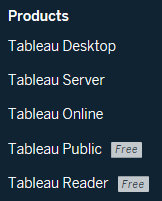 Products
Tableau Desktop
Tableau Server
Tableau Online
Tableau Public Free
Tableau Reader Free